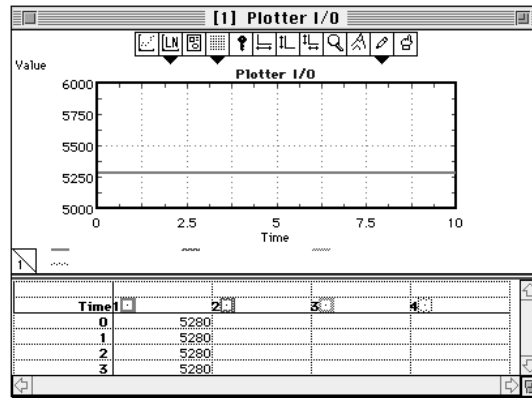 [1] Plotter I/O
LN
Value
Plotter I/O
6000
5750
5500
5250
5000
0 2.5 5 7.5 10
Time
1
Time 1 2 3 4
0 5280
1 5280
2 5280
3 5280